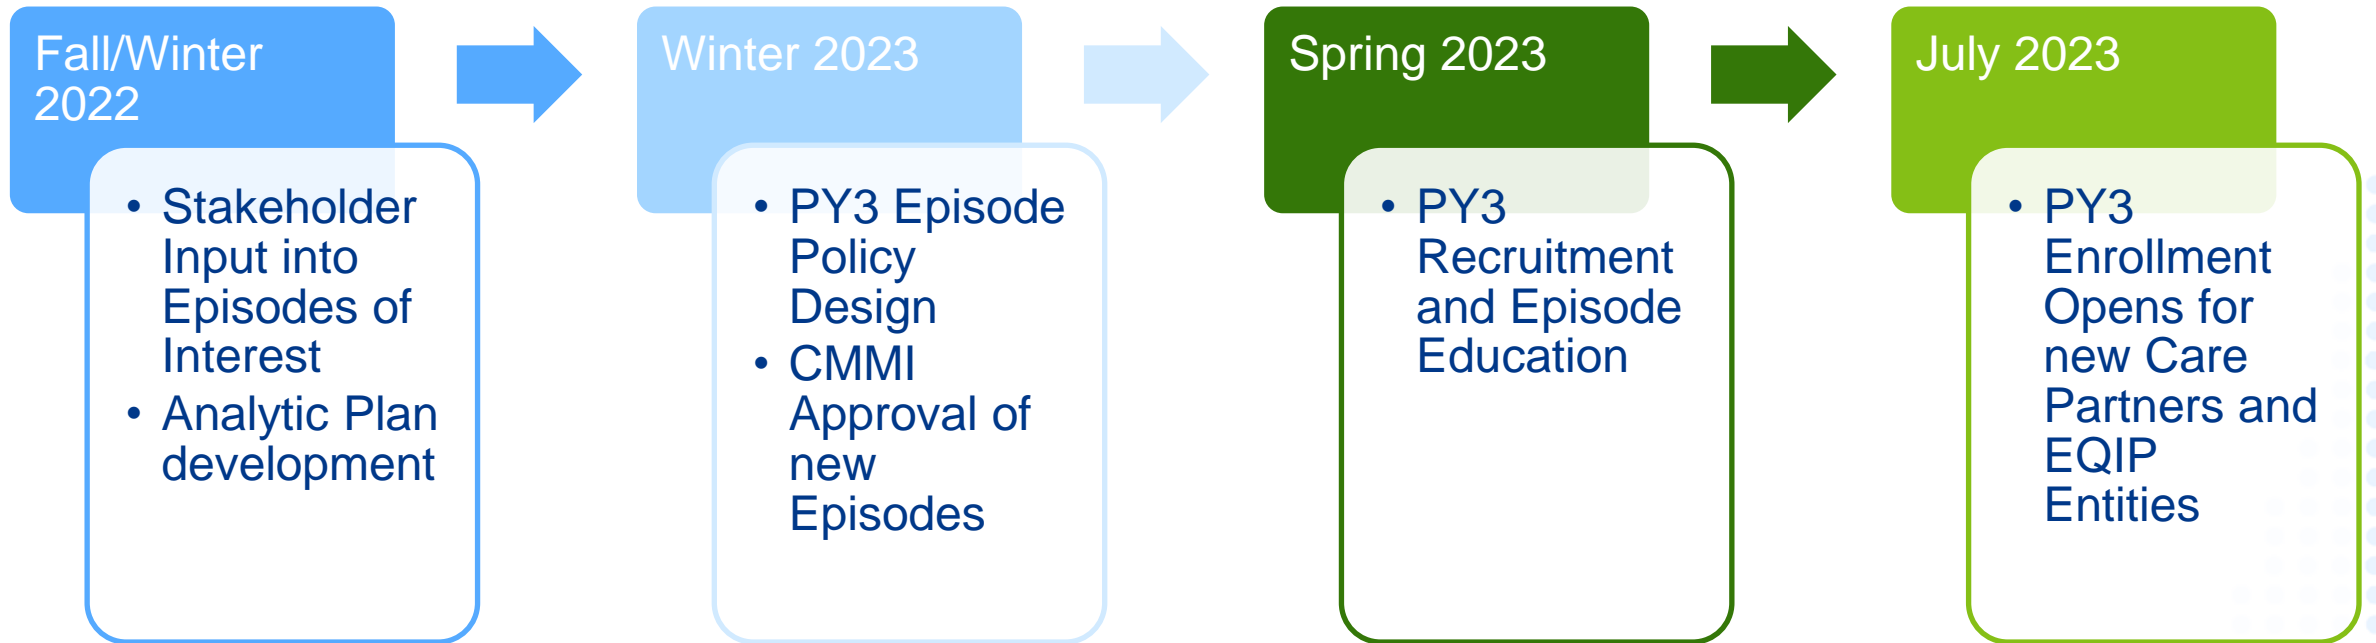 Fall/Winter
2022
• Stakeholder
Input into
Episodes of
Interest
• Analytic Plan
development
Winter 2023
• PY3 Episode
Policy
Design
• CMMI
Approval of
new
Episodes
Spring 2023
• PY3
Recruitment
and Episode
Education
July 2023
• PY3
Enrollment
Opens for
new Care
Partners and
EQIP
Entities